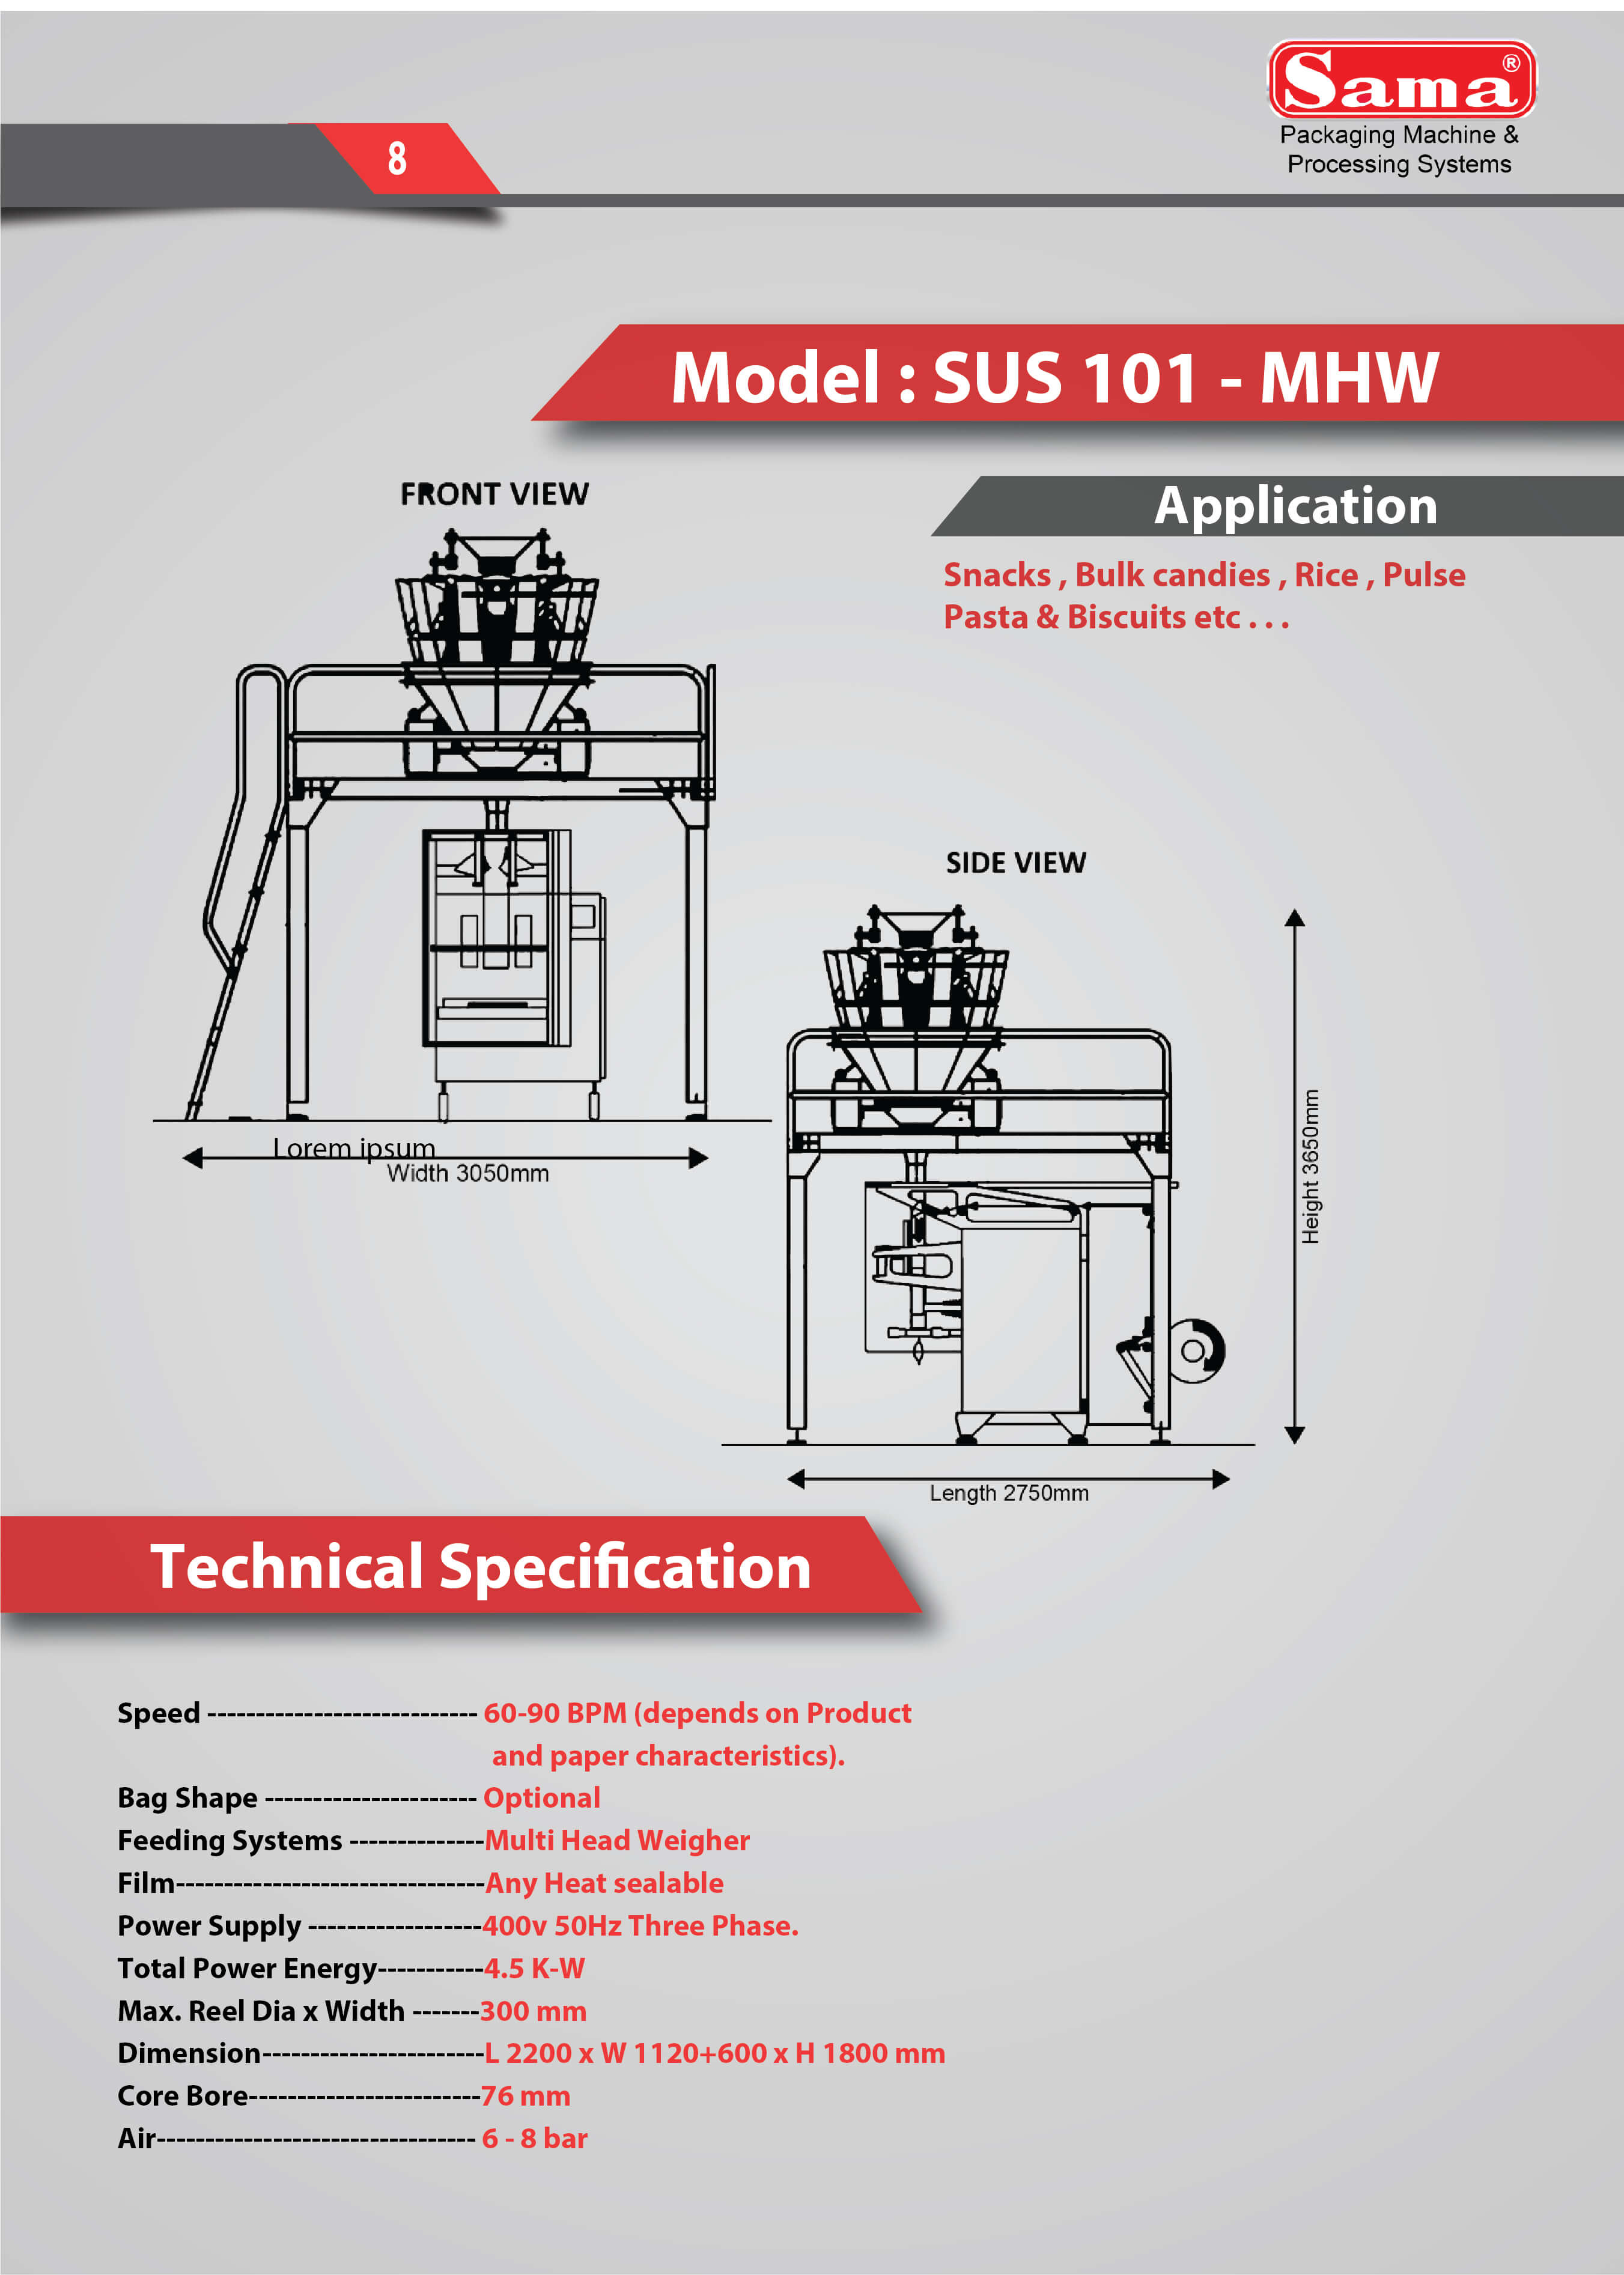 Sama®
Packaging Machine &
Processing Systems
8
Model : SUS 101 - MHW
FRONT VIEW
Application
Snacks , Bulk candies , Rice , Pulse
Pasta & Biscuits etc . . .
SIDE VIEW
Lorem ipsum
Width 3050mm
Height 3650mm
Length 2750mm
Technical Specification
Speed ---------------------------- 60-90 BPM (depends on Product
and paper characteristics).
Bag Shape ---------------------- Optional
Feeding Systems --------------Multi Head Weigher
Film--------------------------------Any Heat sealable
Power Supply ------------------400v 50Hz Three Phase.
Total Power Energy-----------4.5 K-W
Max. Reel Dia x Width -------300 mm
Dimension-----------------------L 2200 x W 1120+600 x H 1800 mm
Core Bore------------------------76 mm
Air--------------------------------- 6 - 8 bar